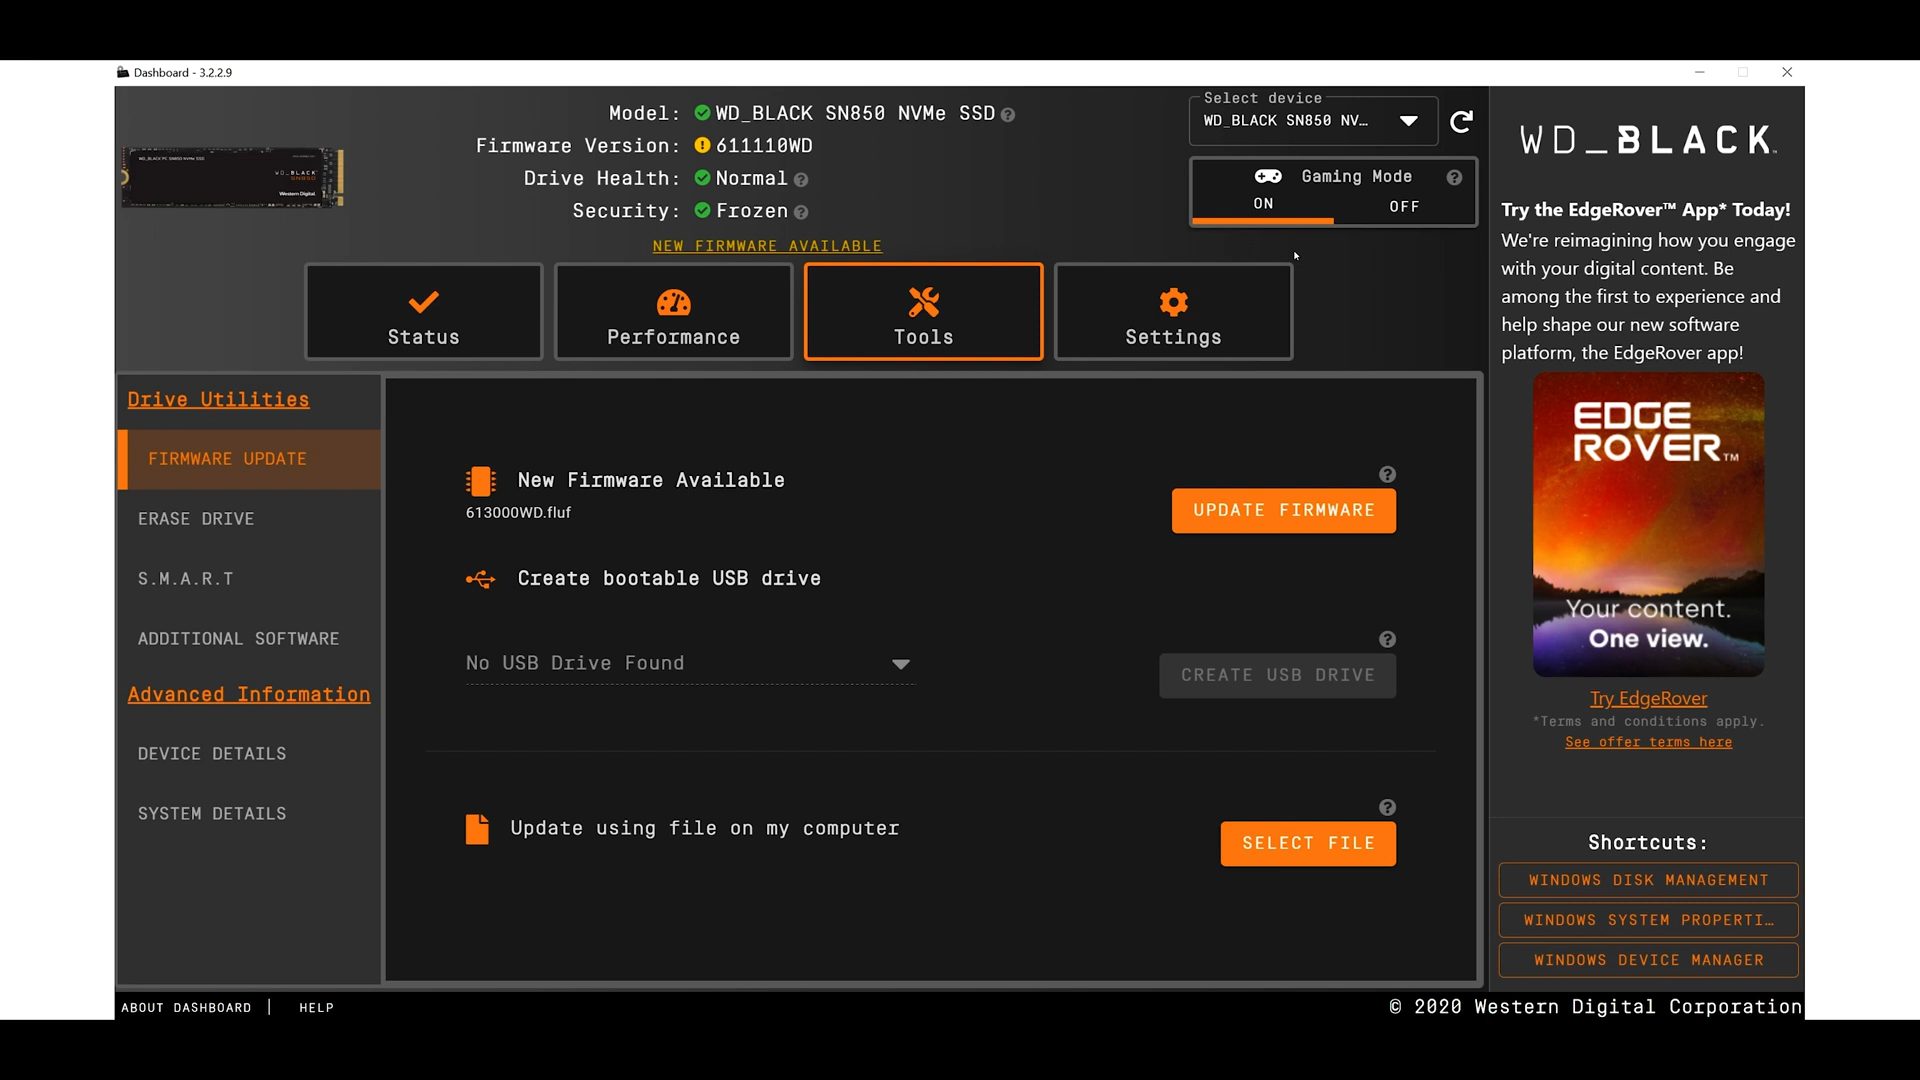 Dashboard - 3.2.2.9
Model: WD_BLACK SN850 NVMe SSD
Firmware Version: 611110WD
Drive Health: Normal
Security: Frozen
NEW FIRMWARE AVAILABLE
Select device
WD_BLACK SN850 NV...
Gaming Mode
ON OFF
WD_BLACK
SN850
Western Digital.
Status
Performance
Tools
Settings
Drive Utilities
FIRMWARE UPDATE
ERASE DRIVE
S.M.A.R.T
ADDITIONAL SOFTWARE
Advanced Information
DEVICE DETAILS
SYSTEM DETAILS
New Firmware Available
613000WD.fluf
UPDATE FIRMWARE
Create bootable USB drive
No USB Drive Found
CREATE USB DRIVE
Update using file on my computer
SELECT FILE
WD_BLACK™
Try the EdgeRover™ App* Today!
We're reimagining how you engage
with your digital content. Be
among the first to experience and
help shape our new software
platform, the EdgeRover app!
EDGE
ROVER™
Your content.
One view.
Try EdgeRover
*Terms and conditions apply.
See offer terms here
Shortcuts:
WINDOWS DISK MANAGEMENT
WINDOWS SYSTEM PROPERTI...
WINDOWS DEVICE MANAGER
ABOUT DASHBOARD | HELP
© 2020 Western Digital Corporation